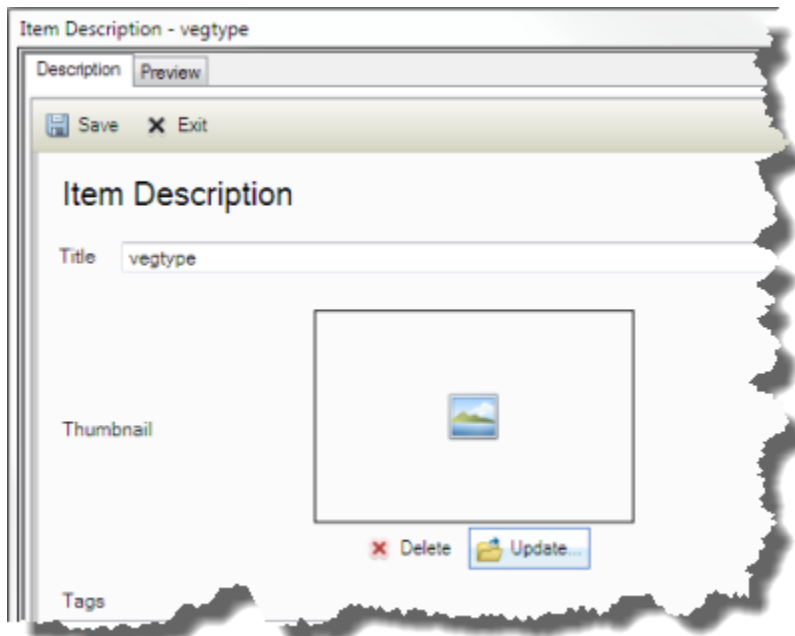 Item Description - vegtype
Description Preview
Save Exit
Item Description
Title vegtype
Thumbnail
Delete Update...
Tags